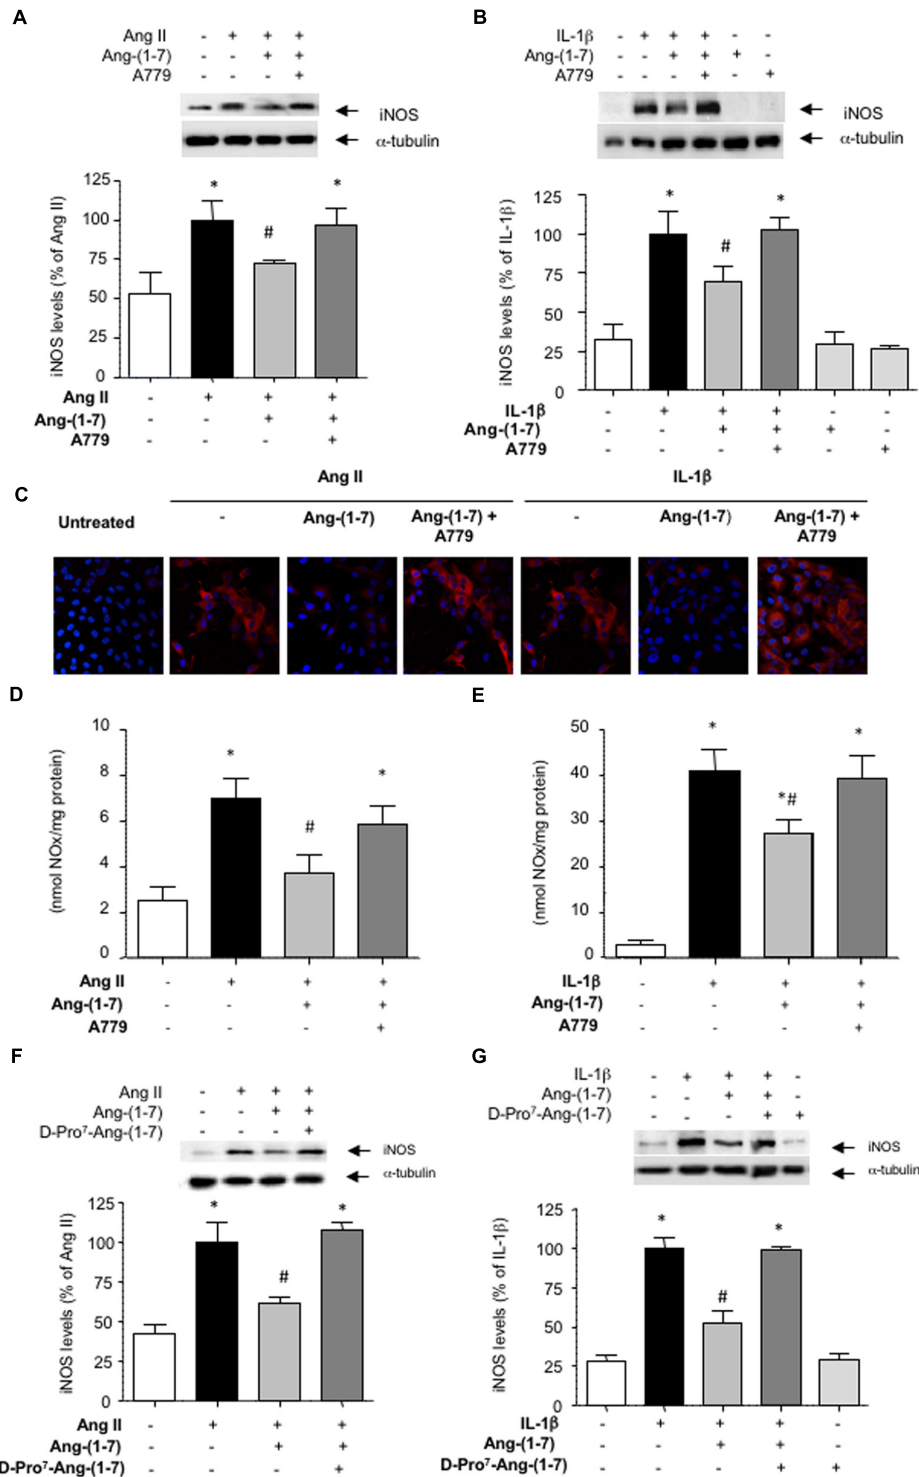 A
Ang II - + + +
Ang-(1-7) - - + +
A779 - - - +
iNOS
α-tubulin
iNOS levels (% of Ang II)
125
100
75
50
25
0
* # *
Ang II - + + +
Ang-(1-7) - - + +
A779 - - - +
B
IL-1β - + + + - -
Ang-(1-7) - - + + + -
A779 - - - + - +
iNOS
α-tubulin
iNOS levels (% of IL-1β)
125
100
75
50
25
0
* # *
IL-1β - + + + - -
Ang-(1-7) - - + + + -
A779 - - - + - +
C
Ang II
IL-1β
Untreated
-
Ang-(1-7)
Ang-(1-7) +
A779
-
Ang-(1-7)
Ang-(1-7) +
A779
D
(nmol NOx/mg protein)
10
8
6
4
2
0
* # *
Ang II - + + +
Ang-(1-7) - - + +
A779 - - - +
E
(nmol NOx/mg protein)
50
40
30
20
10
0
* *# *
IL-1β - + + +
Ang-(1-7) - - + +
A779 - - - +
F
Ang II - + + +
Ang-(1-7) - - + +
D-Pro⁷-Ang-(1-7) - - - +
iNOS
α-tubulin
iNOS levels (% of Ang II)
125
100
75
50
25
0
* # *
Ang II - + + +
Ang-(1-7) - - + +
D-Pro⁷-Ang-(1-7) - - - +
G
IL-1β - + + + -
Ang-(1-7) - - + + -
D-Pro⁷-Ang-(1-7) - - - + +
iNOS
α-tubulin
iNOS levels (% of IL-1β)
125
100
75
50
25
0
* # *
IL-1β - + + + -
Ang-(1-7) - - + + -
D-Pro⁷-Ang-(1-7) - - - + +